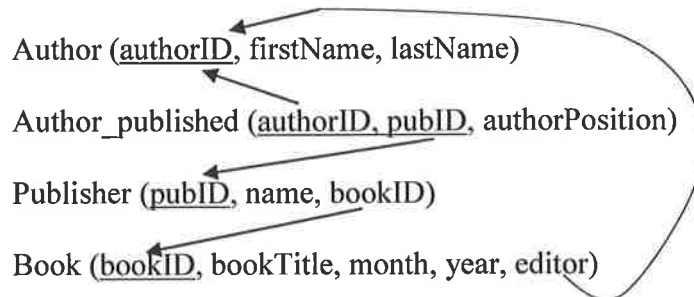 Author (authorID, firstName, lastName)
Author_published (authorID, pubID, authorPosition)
Publisher (pubID, name, bookID)
Book (bookID, bookTitle, month, year, editor)